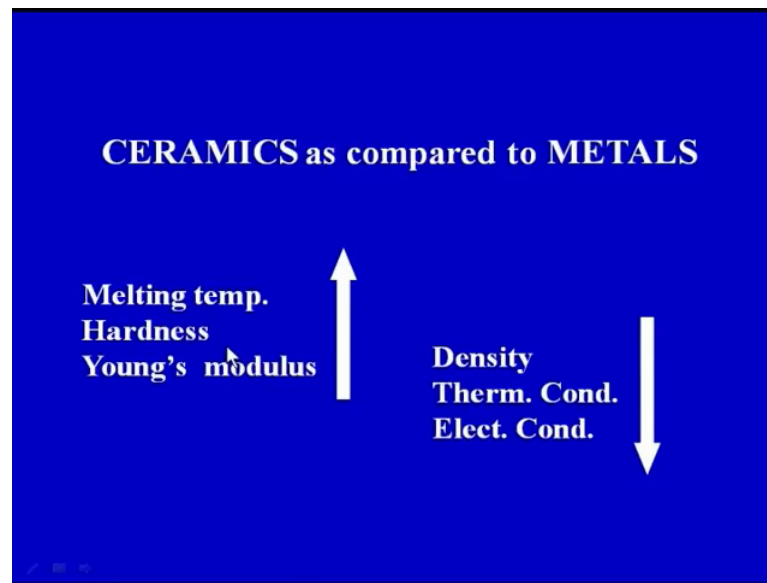 CERAMICS as compared to METALS
Melting temp.
Hardness
Young's modulus
Density
Therm. Cond.
Elect. Cond.